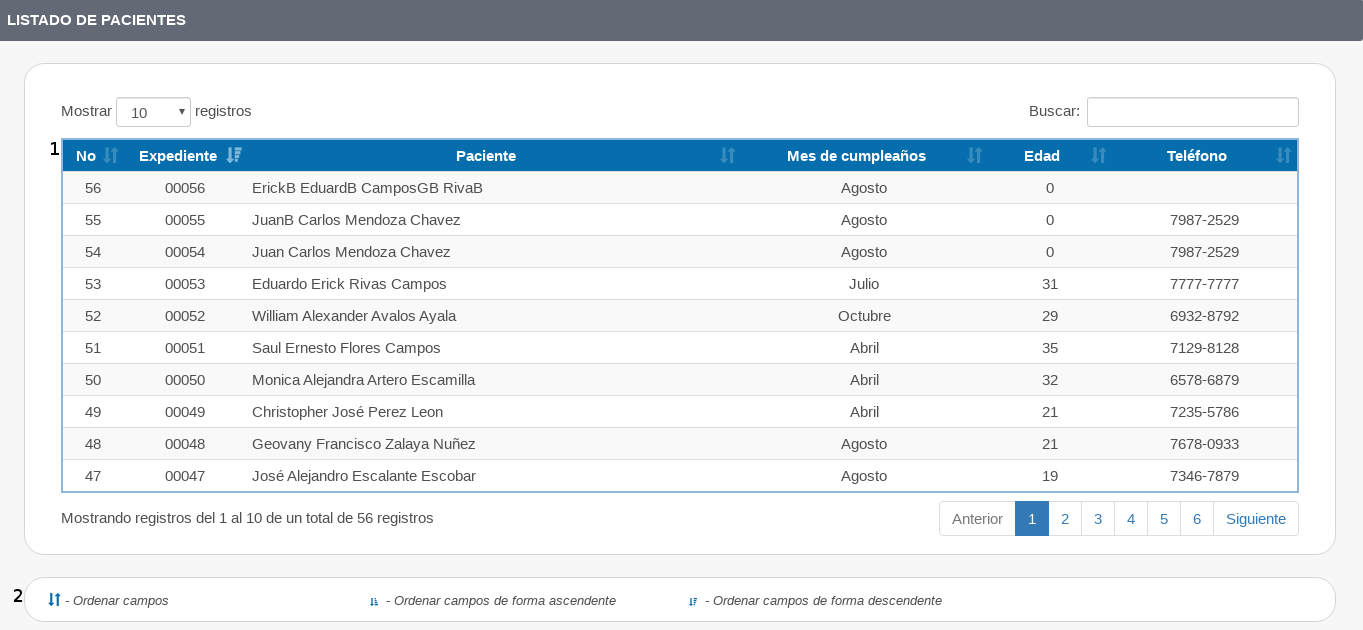 LISTADO DE PACIENTES
Mostrar 10 registros Buscar:
1
No Expediente Paciente Mes de cumpleaños Edad Teléfono
56 00056 ErickB EduardB CamposGB RivaB Agosto 0
55 00055 JuanB Carlos Mendoza Chavez Agosto 0 7987-2529
54 00054 Juan Carlos Mendoza Chavez Agosto 0 7987-2529
53 00053 Eduardo Erick Rivas Campos Julio 31 7777-7777
52 00052 William Alexander Avalos Ayala Octubre 29 6932-8792
51 00051 Saul Ernesto Flores Campos Abril 35 7129-8128
50 00050 Monica Alejandra Artero Escamilla Abril 32 6578-6879
49 00049 Christopher José Perez Leon Abril 21 7235-5786
48 00048 Geovany Francisco Zalaya Nuñez Agosto 21 7678-0933
47 00047 José Alejandro Escalante Escobar Agosto 19 7346-7879
Mostrando registros del 1 al 10 de un total de 56 registros Anterior 1 2 3 4 5 6 Siguiente
2
- Ordenar campos - Ordenar campos de forma ascendente - Ordenar campos de forma descendente